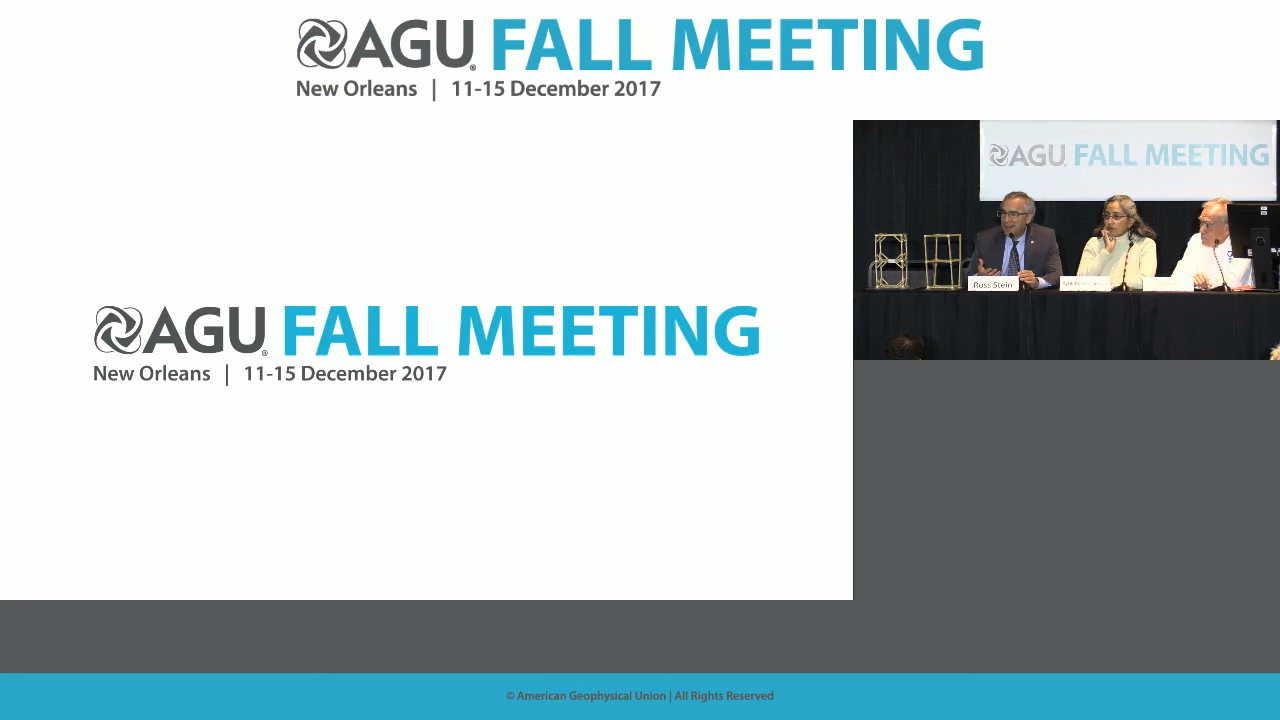 AGU FALL MEETING
New Orleans | 11-15 December 2017
AGU FALL MEETING
Ross Stein
AGU FALL MEETING
New Orleans | 11-15 December 2017
© American Geophysical Union | All Rights Reserved